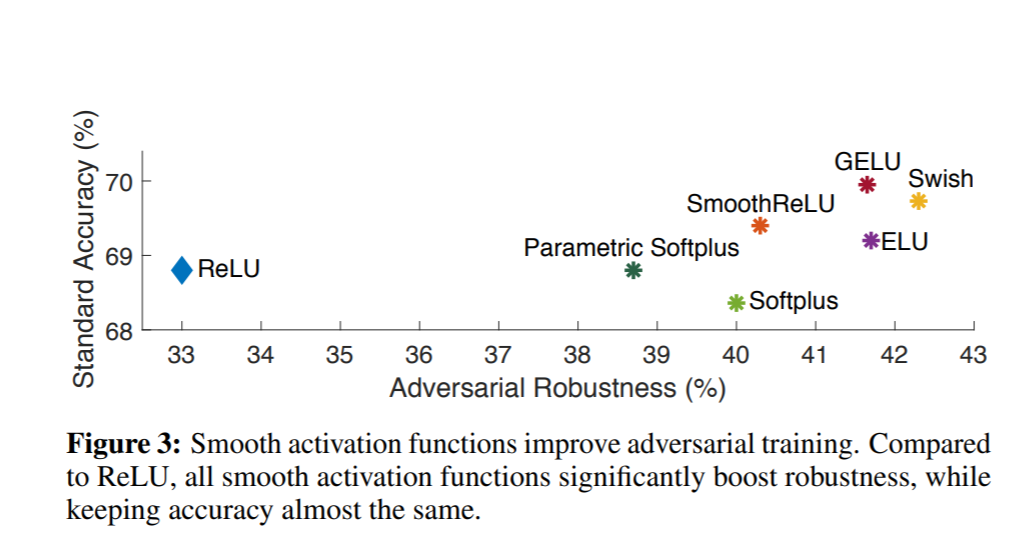 Standard Accuracy (%)
70
69
68
GELU
Swish
SmoothReLU
ELU
Parametric Softplus
ReLU
Softplus
33 34 35 36 37 38 39 40 41 42 43
Adversarial Robustness (%)
Figure 3: Smooth activation functions improve adversarial training. Compared
to ReLU, all smooth activation functions significantly boost robustness, while
keeping accuracy almost the same.